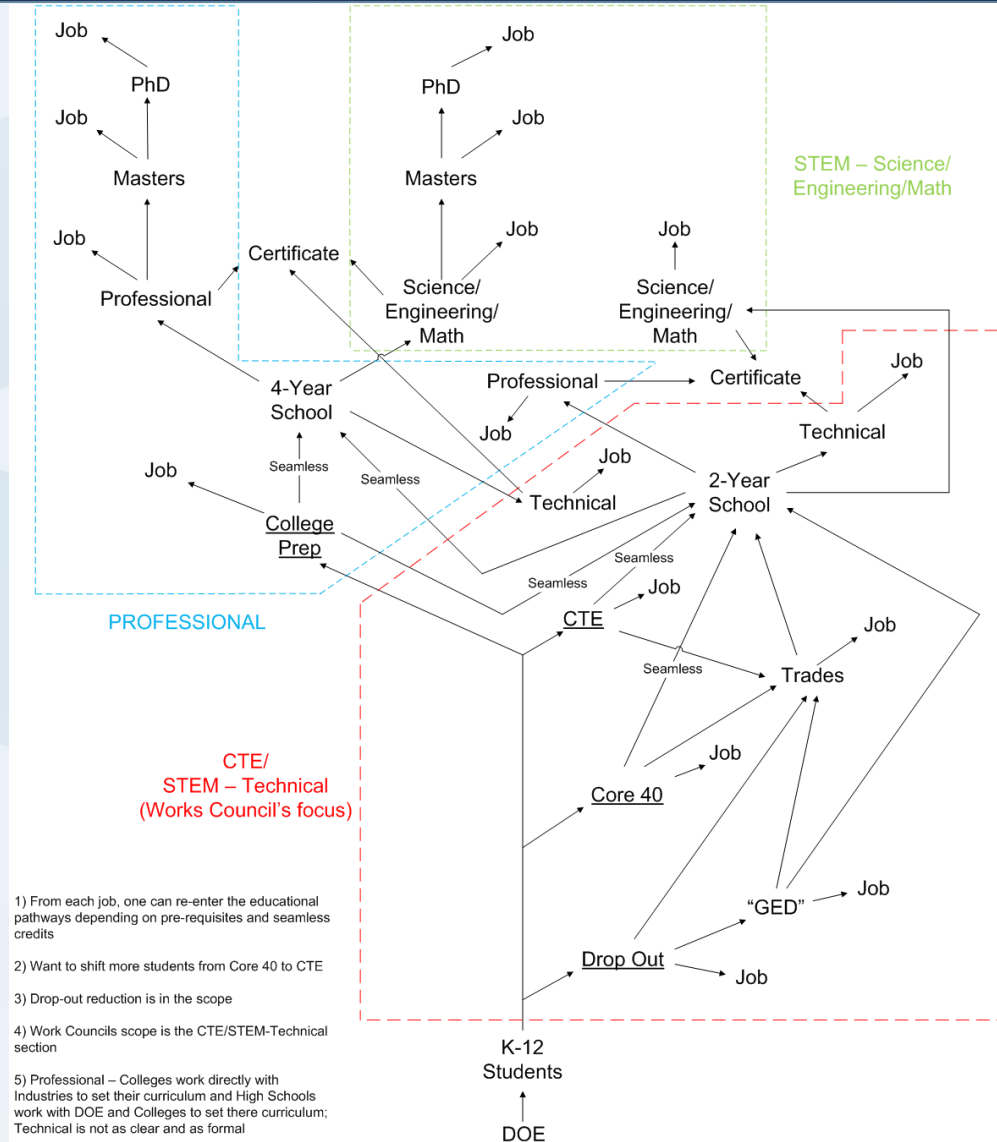 Job
Job
PhD
PhD
Job
Job
Masters
Masters
STEM – Science/
Engineering/Math
Job
Certificate
Job
Job
Professional
Science/
Engineering/
Math
Science/
Engineering/
Math
4-Year
School
Professional
Certificate
Job
Job
Technical
Seamless
Job
Seamless
Job
2-Year
School
Technical
College
Prep
Seamless
Seamless
Job
PROFESSIONAL
CTE
Job
Seamless
Trades
CTE/
STEM – Technical
(Works Council's focus)
Job
Core 40
1) From each job, one can re-enter the educational
pathways depending on pre-requisites and seamless
credits
2) Want to shift more students from Core 40 to CTE
3) Drop-out reduction is in the scope
4) Work Councils scope is the CTE/STEM-Technical
section
5) Professional – Colleges work directly with
Industries to set their curriculum and High Schools
work with DOE and Colleges to set there curriculum;
Technical is not as clear and as formal
Job
"GED"
Drop Out
Job
K-12
Students
DOE